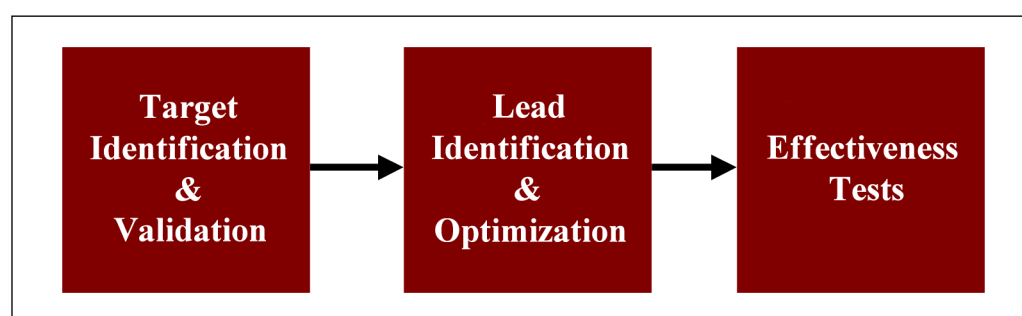 Target
Identification
&
Validation
Lead
Identification
&
Optimization
Effectiveness
Tests